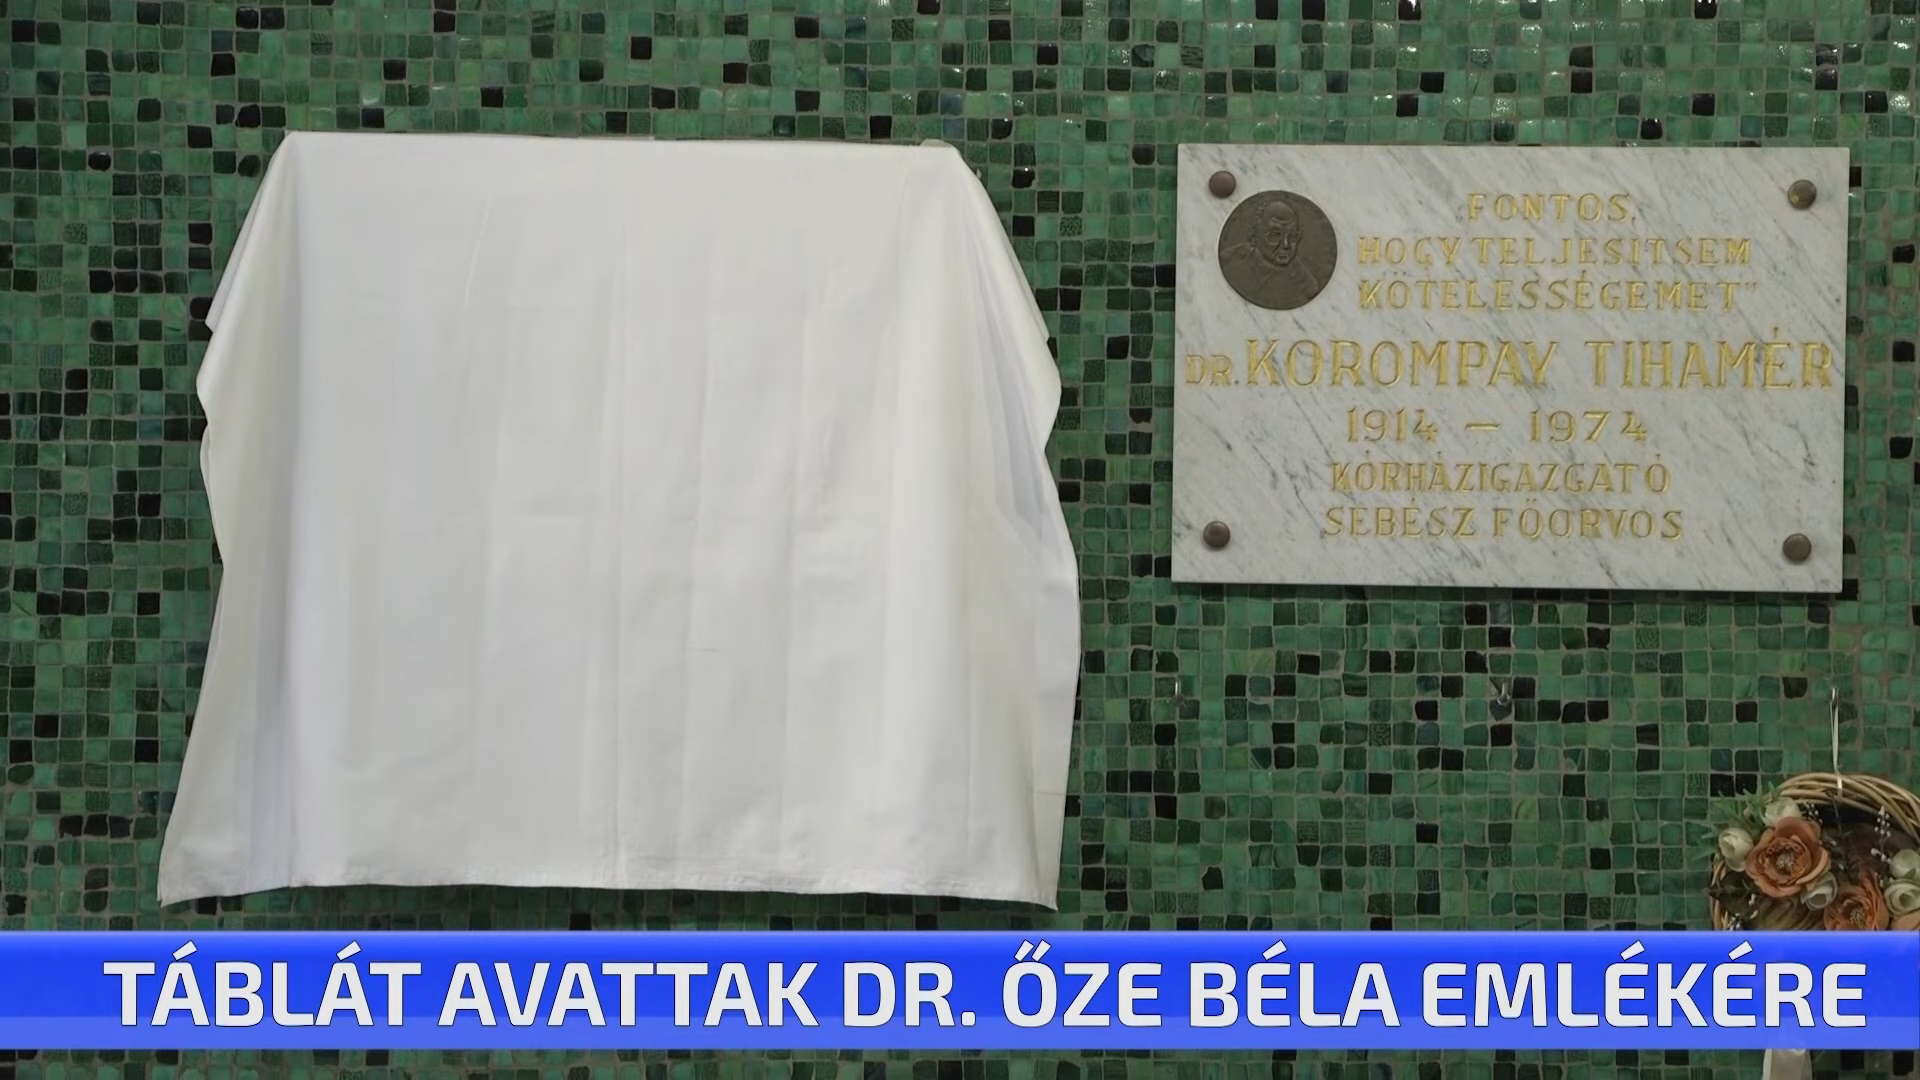 „FONTOS,
HOGY TELJESITSEM
KÖTELESSÉGEMET"
DR. KOROMPAY TIHAMÉR
1914 – 1974
KÓRHÁZIGAZGATÓ
SEBÉSZ FŐORVOS
TÁBLÁT AVATTAK DR. ŐZE BÉLA EMLÉKÉRE